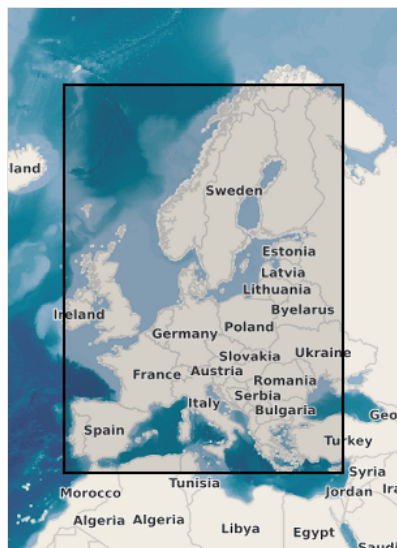 land
Sweden
Estonia
Latvia
Lithuania
Byelarus
Ireland
Germany
Poland
Slovakia
Ukraine
France
Austria
Romania
Italy
Serbia
Bulgaria
Spain
Geo
Turkey
Syria
Tunisia
Jordan
Ira
Morocco
Algeria
Algeria
Libya
Egypt
Saudi